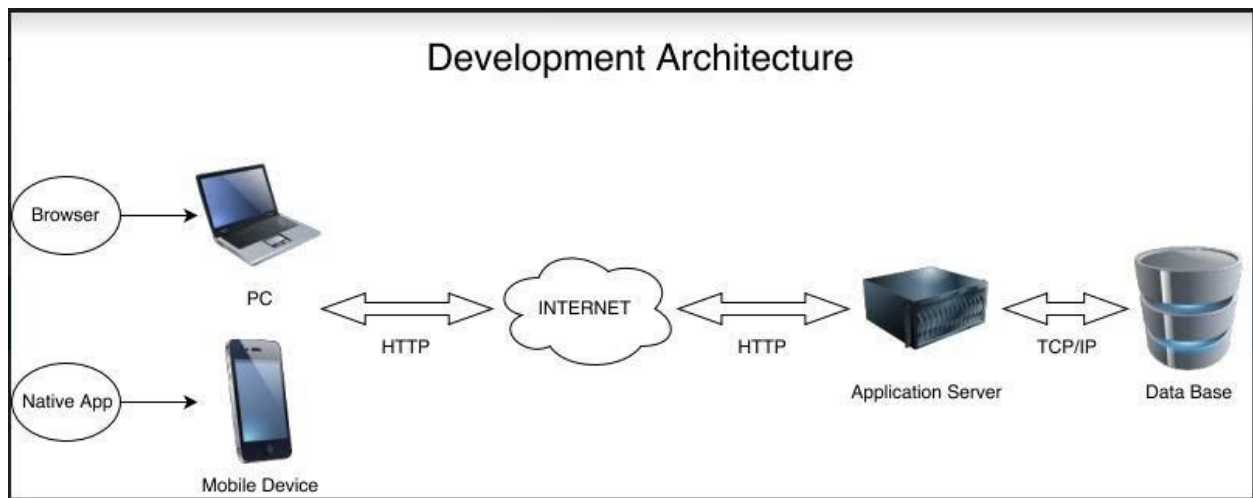 Development Architecture
Browser
PC
INTERNET
HTTP
HTTP
TCP/IP
Application Server
Data Base
Native App
Mobile Device